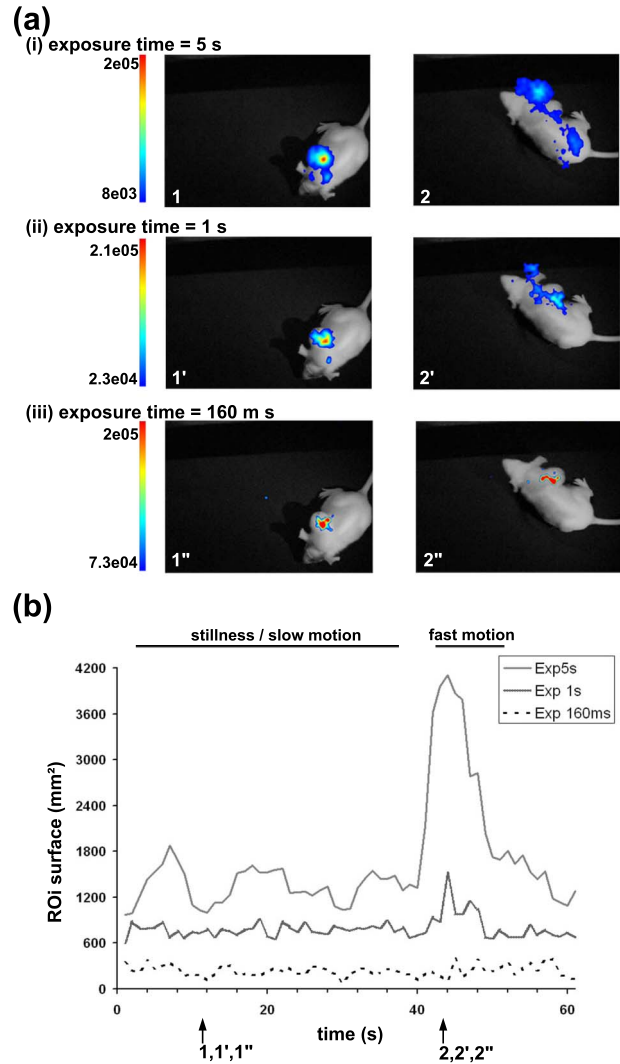 (a)
(i) exposure time = 5 s
2e05
8e03
1
2
(ii) exposure time = 1 s
2.1e05
2.3e04
1'
2'
(iii) exposure time = 160 m s
2e05
7.3e04
1"
2"
(b)
stillness / slow motion
fast motion
Exp5s
Exp 1s
Exp 160ms
ROi surface (mm²)
4200
3600
3000
2400
1800
1200
600
0
0
20
40
60
time (s)
1,1',1"
2,2',2"